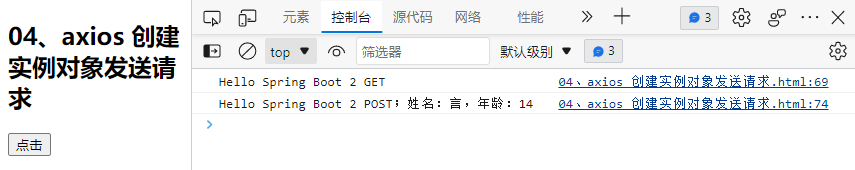 04、axios 创建
实例对象发送请
求
点击
元素 控制台 源代码 网络 性能 3
top 筛选器 默认级别 3
Hello Spring Boot 2 GET 04、axios 创建实例对象发送请求.html:69
Hello Spring Boot 2 POST；姓名：言，年龄：14 04、axios 创建实例对象发送请求.html:74